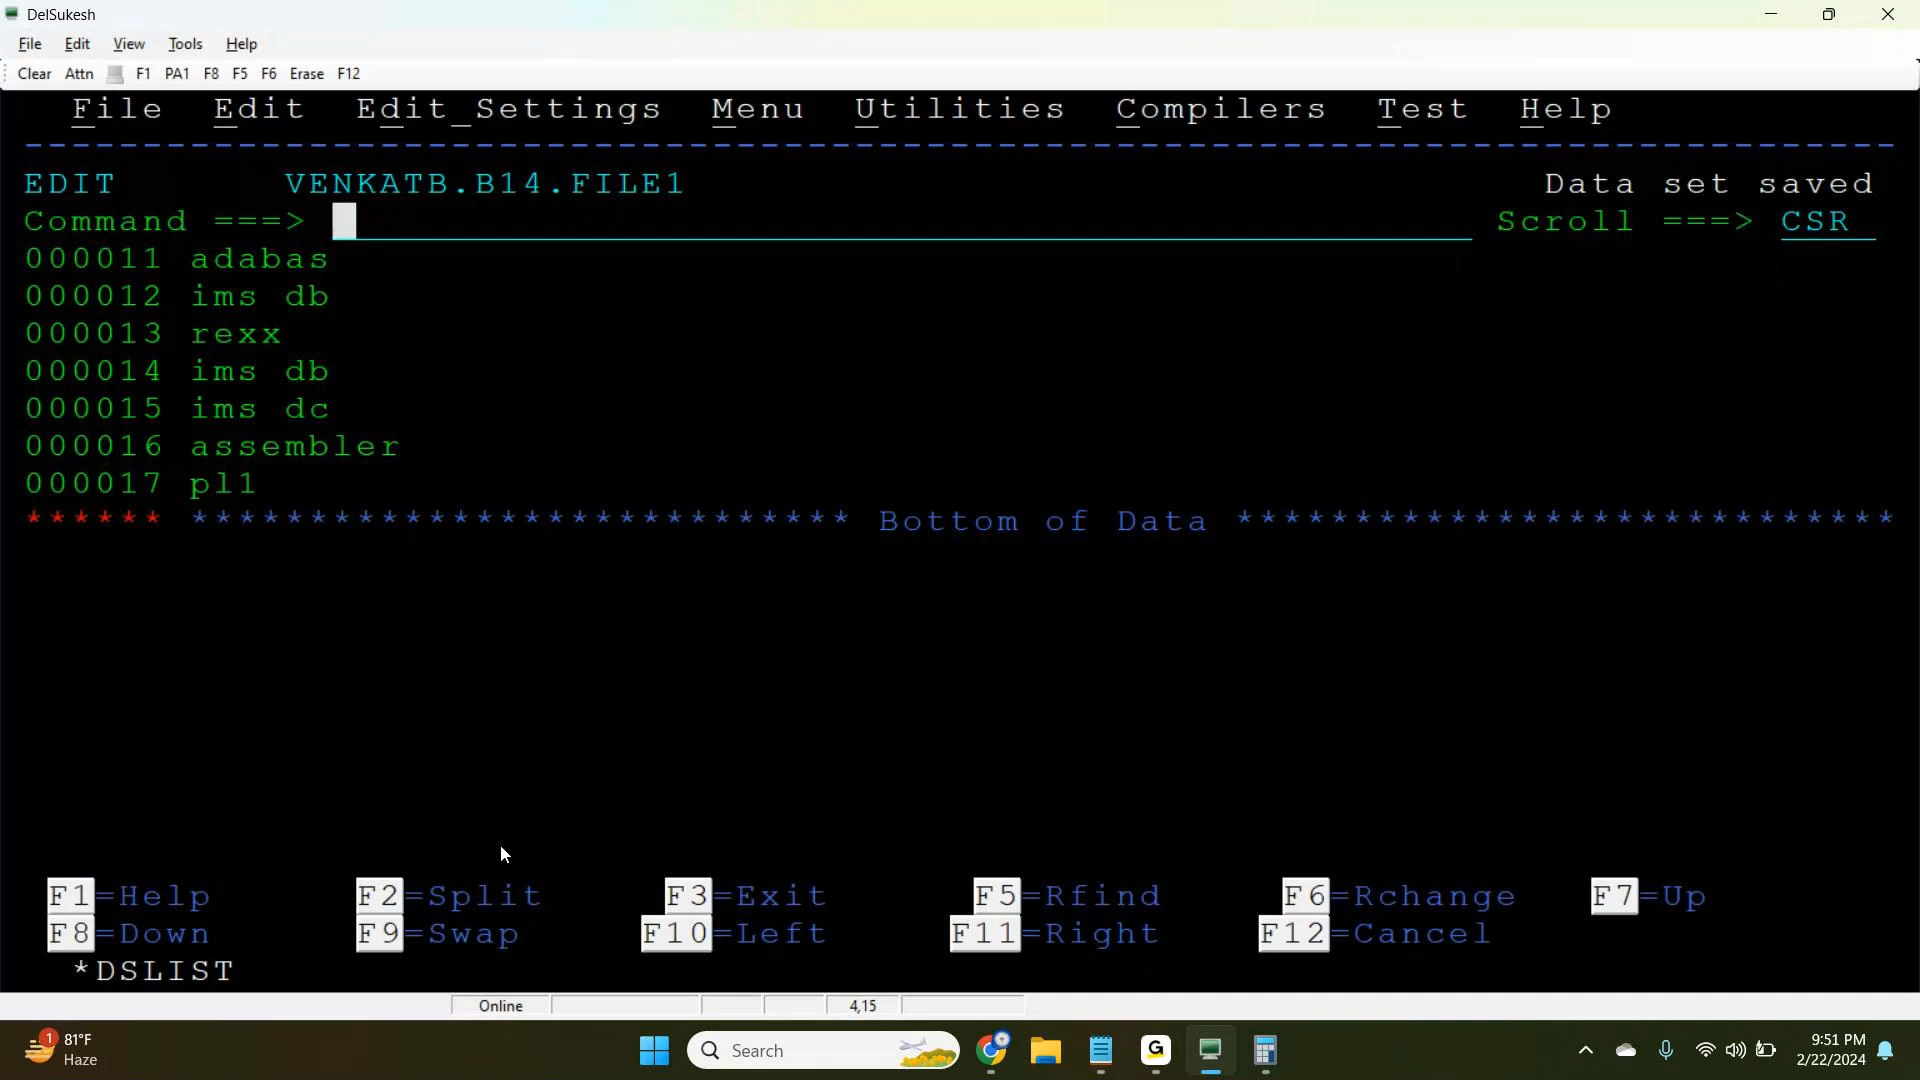 DelSukesh
File Edit View Tools Help
Clear Attn F1 PA1 F8 F5 F6 Erase F12
File Edit Edit_Settings Menu Utilities Compilers Test Help
EDIT VENKATB.B14.FILE1 Data set saved
Command ===> Scroll ===> CSR
000011 adabas
000012 ims db
000013 rexx
000014 ims db
000015 ims dc
000016 assembler
000017 pl1
****** **************************** Bottom of Data ****************************
F1=Help F2=Split F3=Exit F5=Rfind F6=Rchange F7=Up
F8=Down F9=Swap F10=Left F11=Right F12=Cancel
*DSLIST
Online 4,15
1 81°F
Haze
Search
G
9:51 PM
2/22/2024